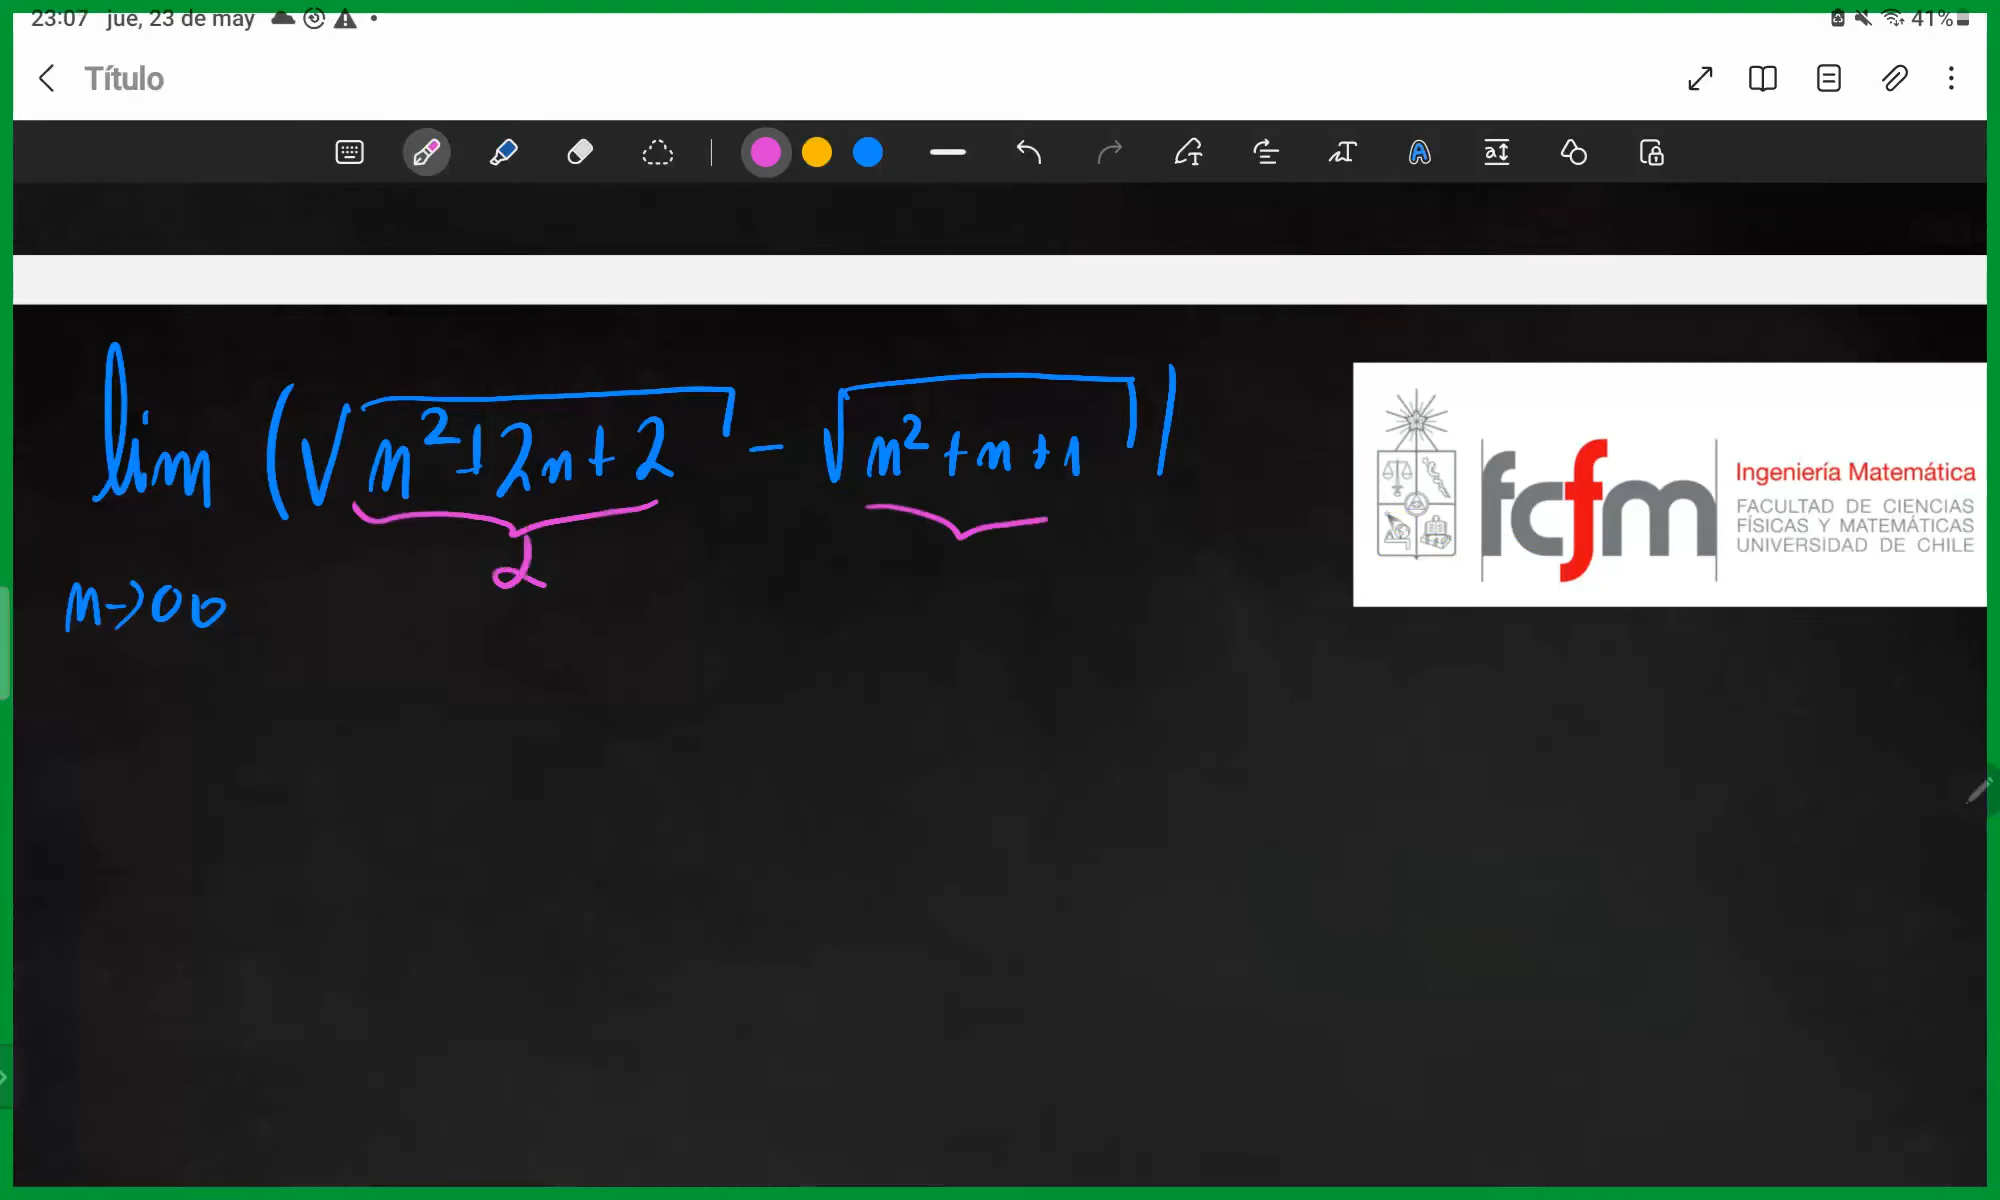 23:07 jue, 23 de may
41%
Título
lim (√(n²+2n+2) - √(n²+n+1))
2
n→∞
fcfm
Ingeniería Matemática
FACULTAD DE CIENCIAS
FÍSICAS Y MATEMÁTICAS
UNIVERSIDAD DE CHILE